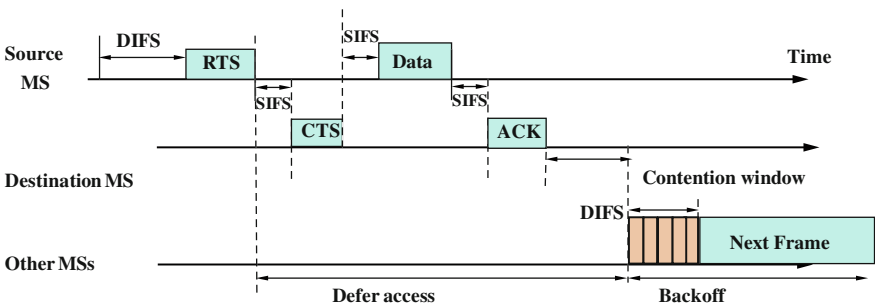 DIFS
SIFS
Source
MS
RTS
Data
Time
SIFS
SIFS
CTS
ACK
Destination MS
Contention window
DIFS
Next Frame
Other MSs
Defer access
Backoff